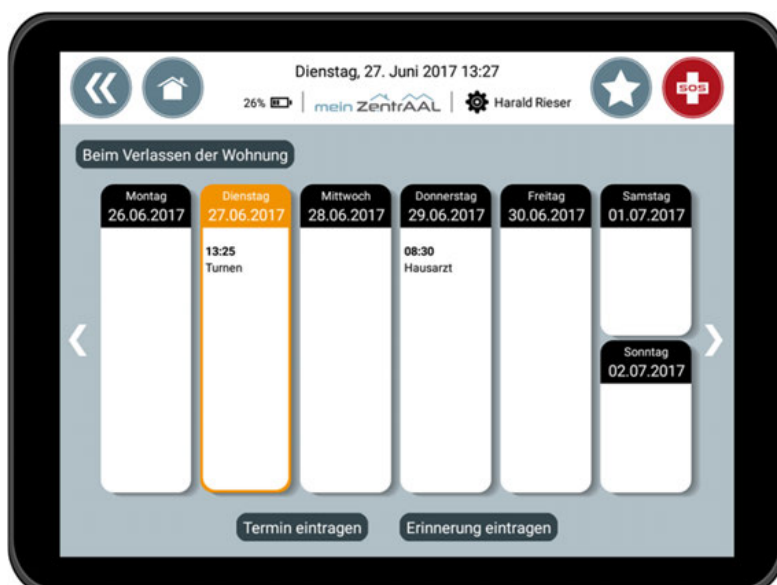 Dienstag, 27. Juni 2017 13:27
26% mein ZentrAAL Harald Rieser
SOS
Beim Verlassen der Wohnung
Montag
26.06.2017
Dienstag
27.06.2017
13:25
Turnen
Mittwoch
28.06.2017
Donnerstag
29.06.2017
08:30
Hausarzt
Freitag
30.06.2017
Samstag
01.07.2017
Sonntag
02.07.2017
Termin eintragen Erinnerung eintragen